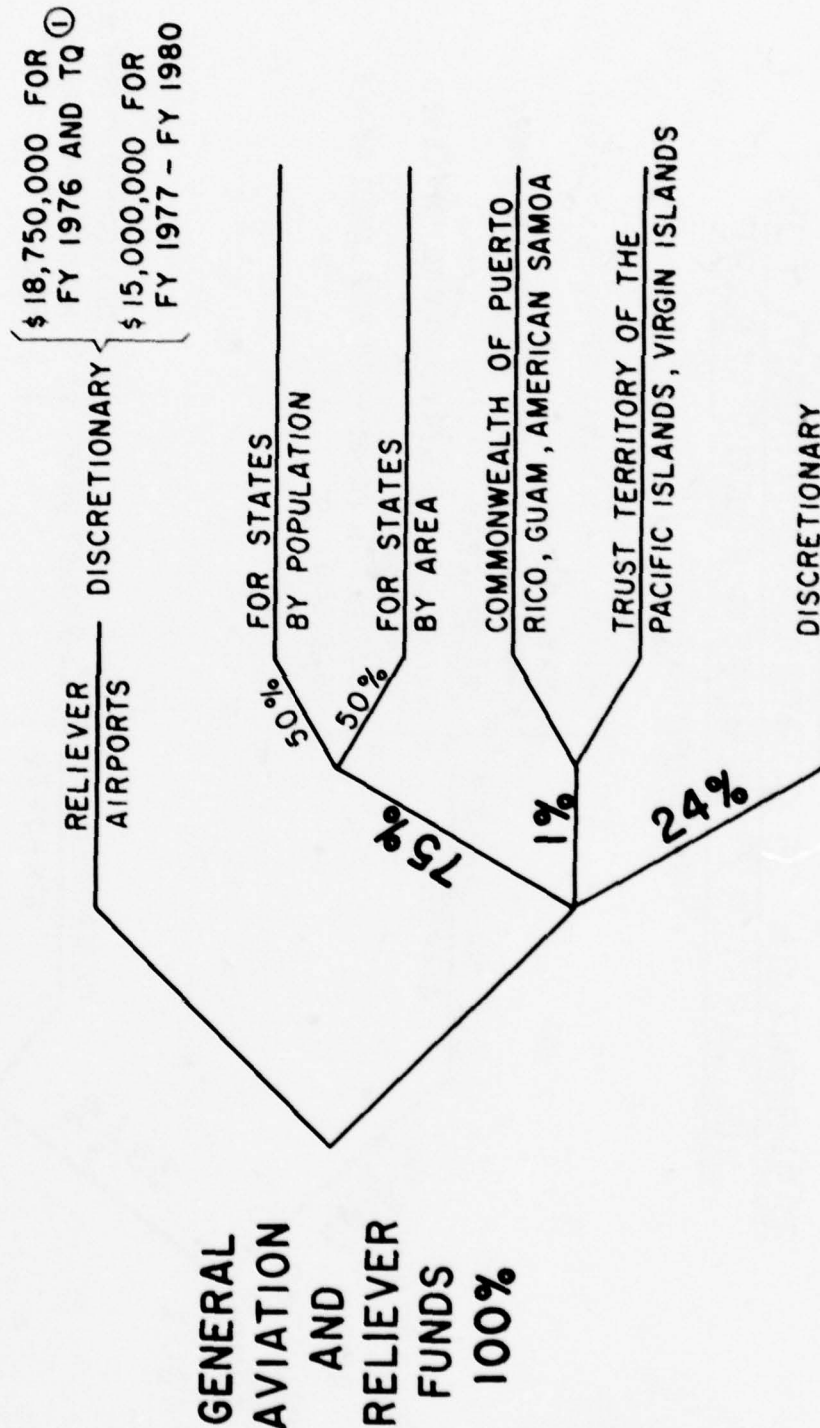 GENERAL
AVIATION
AND
RELIEVER
FUNDS
100%
RELIEVER
AIRPORTS
DISCRETIONARY
$18,750,000 FOR
FY 1976 AND TQ ①
$15,000,000 FOR
FY 1977 - FY 1980
75%
50%
FOR STATES
BY POPULATION
50%
FOR STATES
BY AREA
1%
COMMONWEALTH OF PUERTO
RICO, GUAM, AMERICAN SAMOA
TRUST TERRITORY OF THE
PACIFIC ISLANDS, VIRGIN ISLANDS
24%
DISCRETIONARY